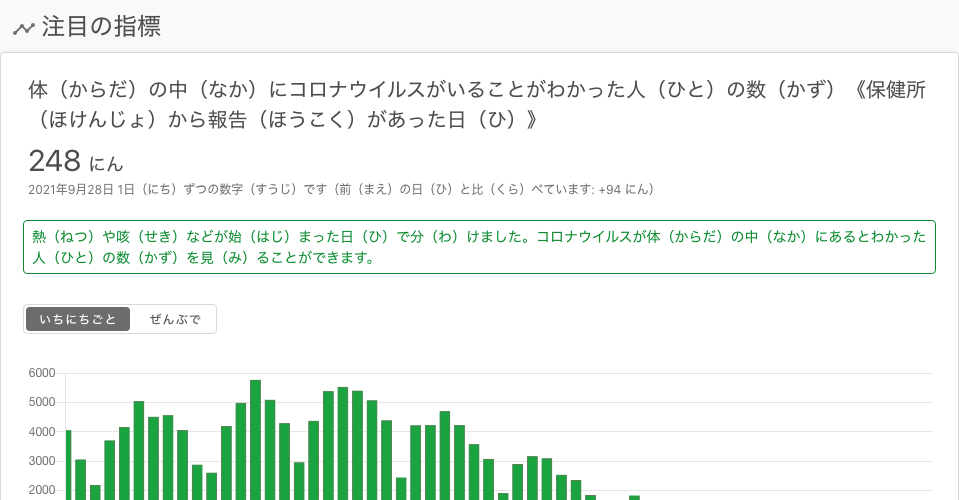 注目の指標
体（からだ）の中（なか）にコロナウイルスがいることがわかった人（ひと）の数（かず）《保健所
（ほけんじょ）から報告（ほうこく）があった日（ひ）》
248 にん
2021年9月28日 1日（にち）ずつの数字（すうじ）です（前（まえ）の日（ひ）と比（くら）べています: +94 にん）
熱（ねつ）や咳（せき）などが始（はじ）まった日（ひ）で分（わ）けました。コロナウイルスが体（からだ）の中（なか）にあるとわかった
人（ひと）の数（かず）を見（み）ることができます。
いちにちごと ぜんぶで
6000
5000
4000
3000
2000